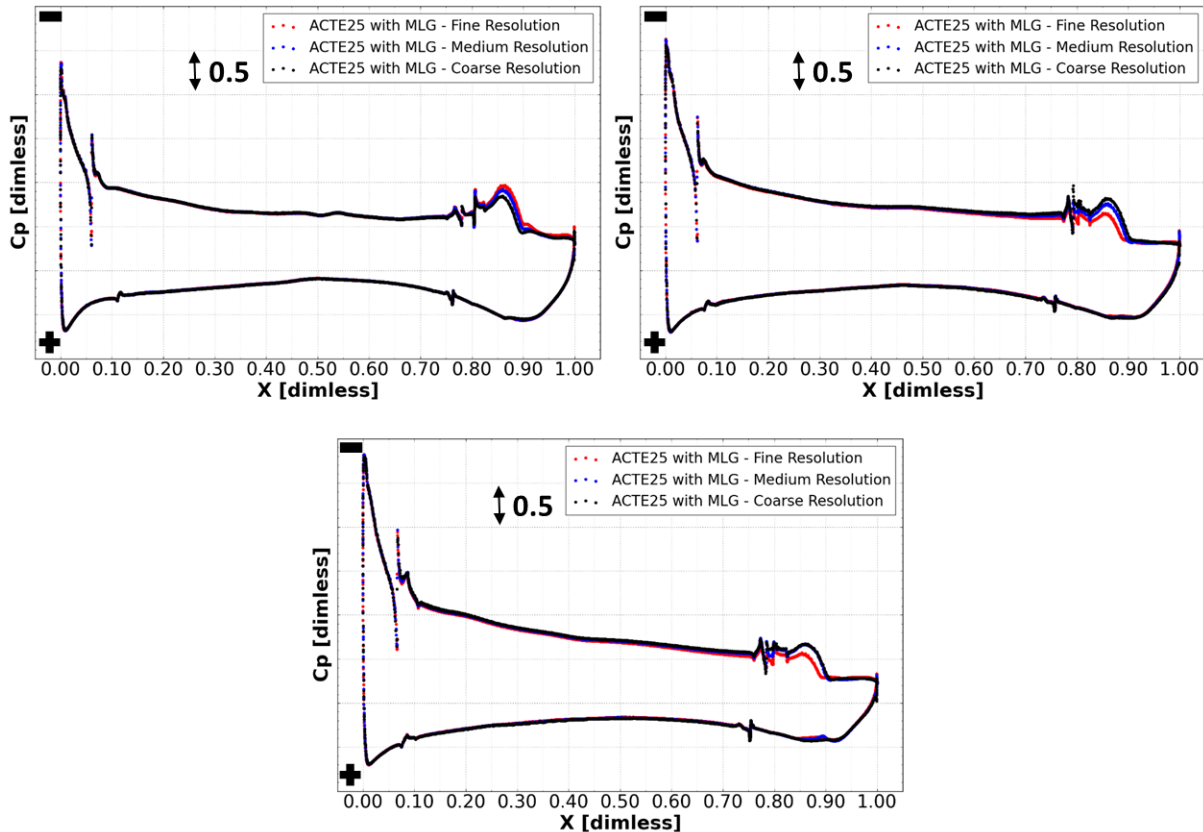 ACTE25 with MLG - Fine Resolution
ACTE25 with MLG - Medium Resolution
ACTE25 with MLG - Coarse Resolution
0.5
Cp [dimless]
0.00 0.10 0.20 0.30 0.40 0.50 0.60 0.70 0.80 0.90 1.00
X [dimless]
ACTE25 with MLG - Fine Resolution
ACTE25 with MLG - Medium Resolution
ACTE25 with MLG - Coarse Resolution
0.5
Cp [dimless]
0.00 0.10 0.20 0.30 0.40 0.50 0.60 0.70 0.80 0.90 1.00
X [dimless]
ACTE25 with MLG - Fine Resolution
ACTE25 with MLG - Medium Resolution
ACTE25 with MLG - Coarse Resolution
0.5
Cp [dimless]
0.00 0.10 0.20 0.30 0.40 0.50 0.60 0.70 0.80 0.90 1.00
X [dimless]